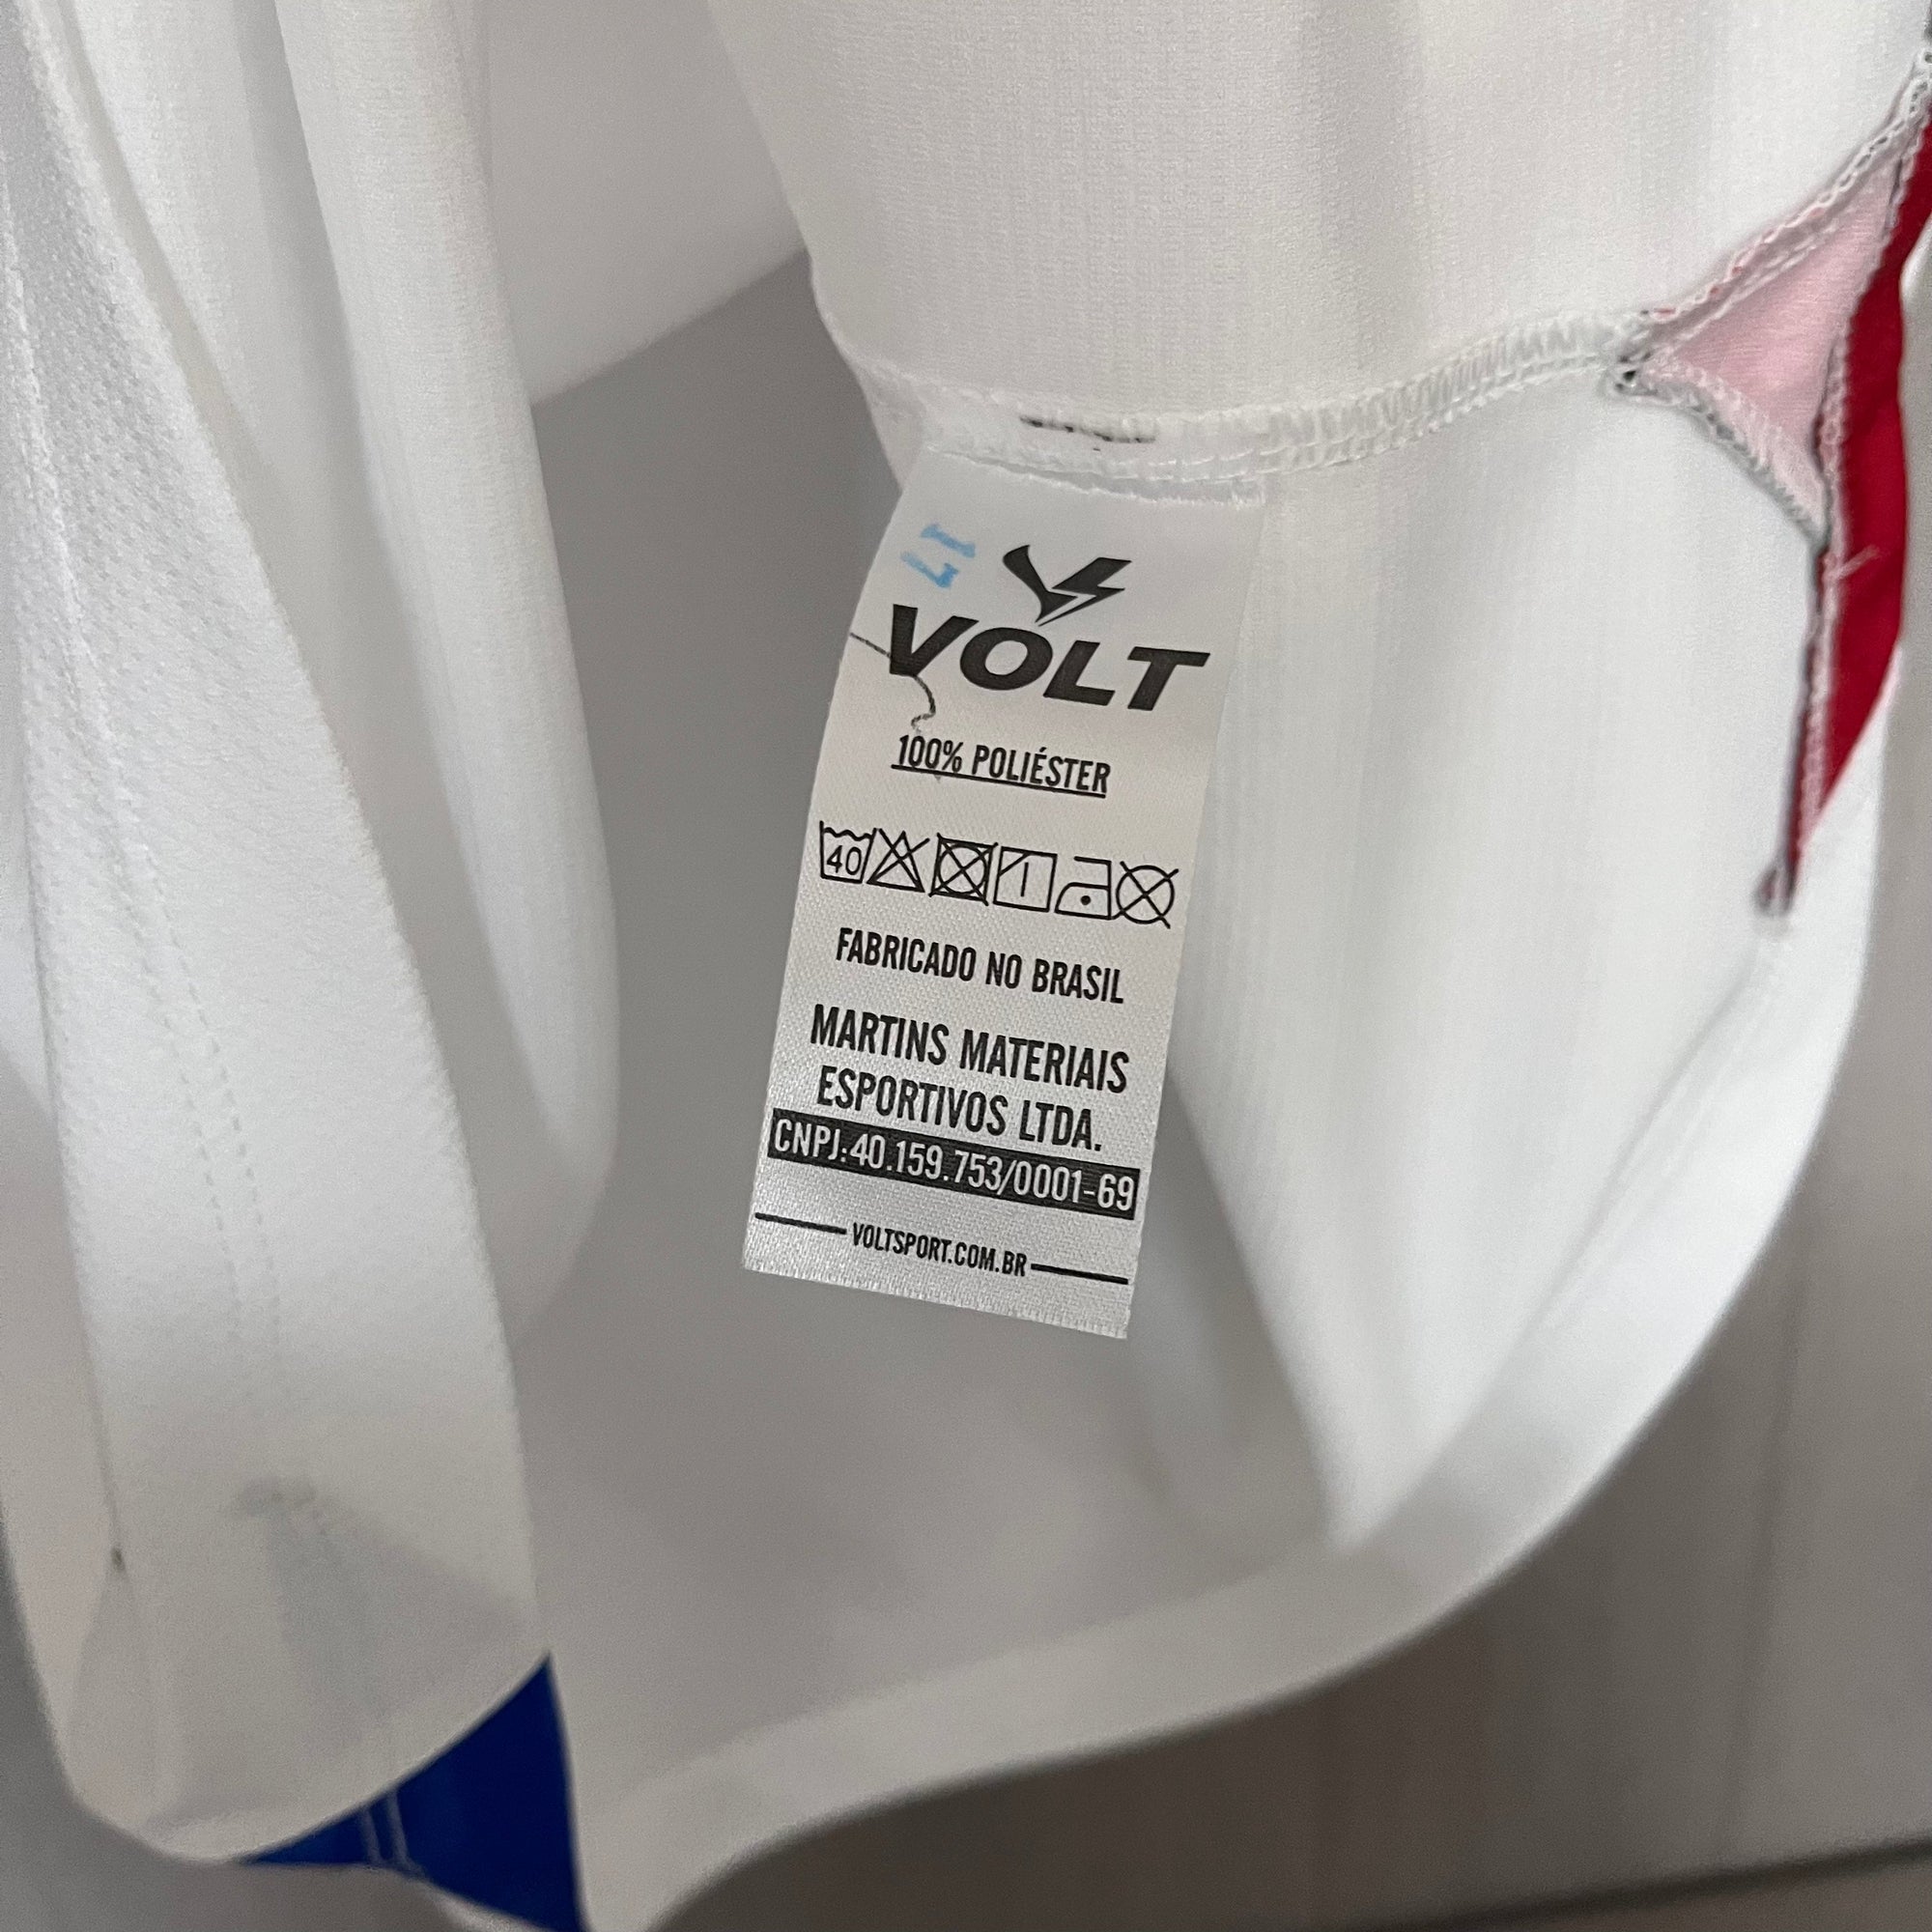 17
VOLT
100% POLIÉSTER
40
FABRICADO NO BRASIL
MARTINS MATERIAIS
ESPORTIVOS LTDA.
CNPJ:40.159.753/0001-69
VOLTSPORT.COM.BR